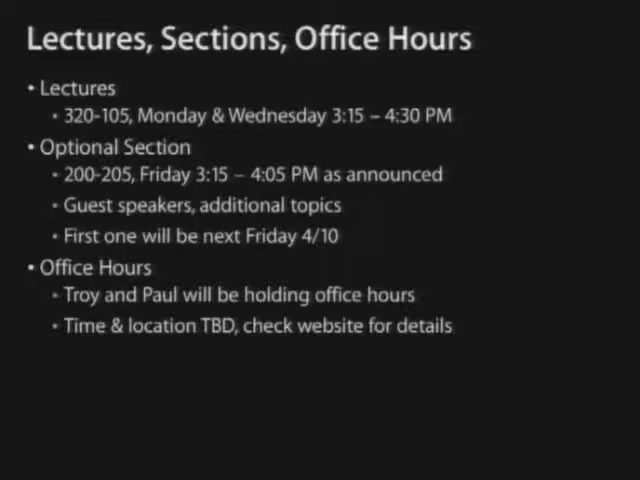 Lectures, Sections, Office Hours
• Lectures
• 320-105, Monday & Wednesday 3:15 – 4:30 PM
• Optional Section
• 200-205, Friday 3:15 – 4:05 PM as announced
• Guest speakers, additional topics
• First one will be next Friday 4/10
• Office Hours
• Troy and Paul will be holding office hours
• Time & location TBD, check website for details